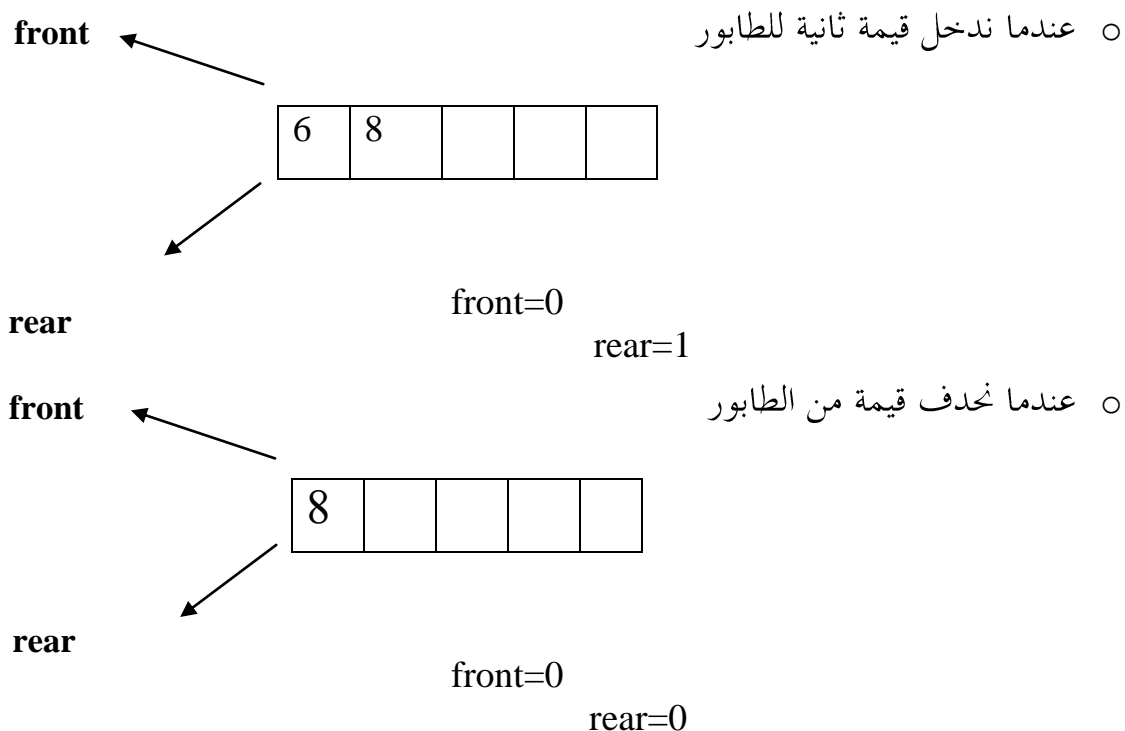 ○ عندما ندخل قيمة ثانية للطابور
front
6 8
rear
front=0
rear=1
○ عندما نحدف قيمة من الطابور
front
8
rear
front=0
rear=0